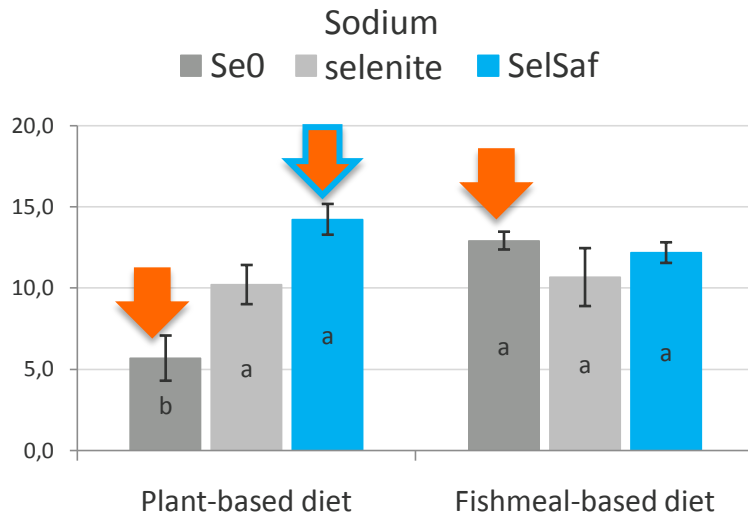 Sodium
Se0 selenite SelSaf
20,0
15,0
10,0
5,0
0,0
b a a a a a
Plant-based diet Fishmeal-based diet